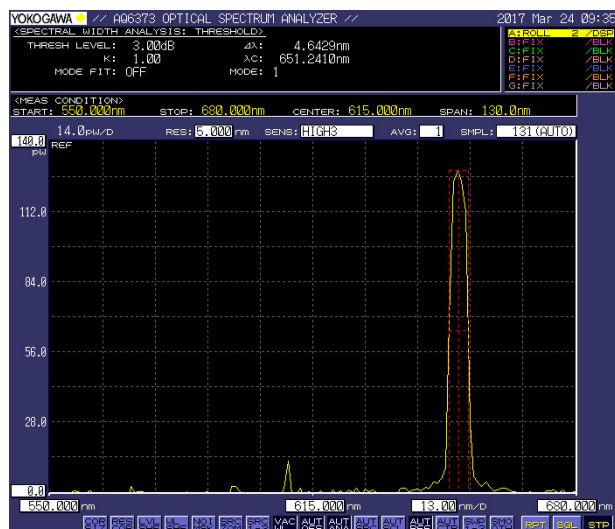 YOKOGAWA // AQ6373 OPTICAL SPECTRUM ANALYZER // 2017 Mar 24 09:35
<SPECTRAL WIDTH ANALYSIS: THRESHOLD>
THRESH LEVEL: 3.00dB Δλ: 4.6429nm
K: 1.00 λC: 651.2410nm
MODE FIT: OFF MODE: 1
A:ROLL 2 /DSP
B:FIX /BLK
C:FIX /BLK
D:FIX /BLK
E:FIX /BLK
F:FIX /BLK
G:FIX /BLK
<MEAS CONDITION>
START: 550.000nm STOP: 680.000nm CENTER: 615.000nm SPAN: 130.0nm
14.0pW/D RES: 5.000 nm SENS: HIGH3 AVG: 1 SMPL: 131(AUTO)
140.0
pW
REF
112.0
84.0
56.0
28.0
0.0
550.000 nm 615.000 nm 13.00 nm/D 680.000 nm
VAC AUT AUT RPT SGL STP